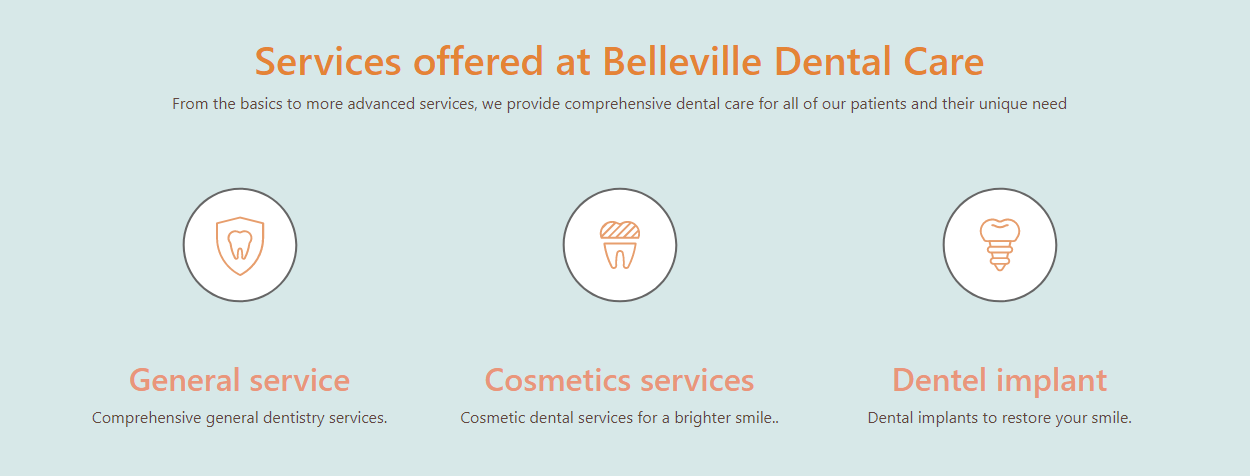 Services offered at Belleville Dental Care
From the basics to more advanced services, we provide comprehensive dental care for all of our patients and their unique need
General service
Cosmetics services
Dentel implant
Comprehensive general dentistry services.
Cosmetic dental services for a brighter smile..
Dental implants to restore your smile.